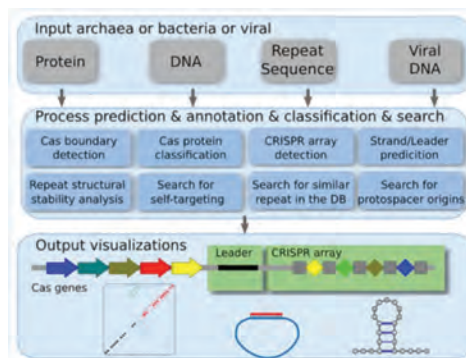 Input archaea or bacteria or viral
Protein
DNA
Repeat
Sequence
Viral
DNA
Process prediction & annotation & classification & search
Cas boundary
detection
Cas protein
classification
CRISPR array
detection
Strand/Leader
predicition
Repeat structural
stability analysis
Search for
self-targeting
Search for similar
repeat in the DB
Search for
protospacer origins
Output visualizations
Leader
CRISPR array
Cas genes